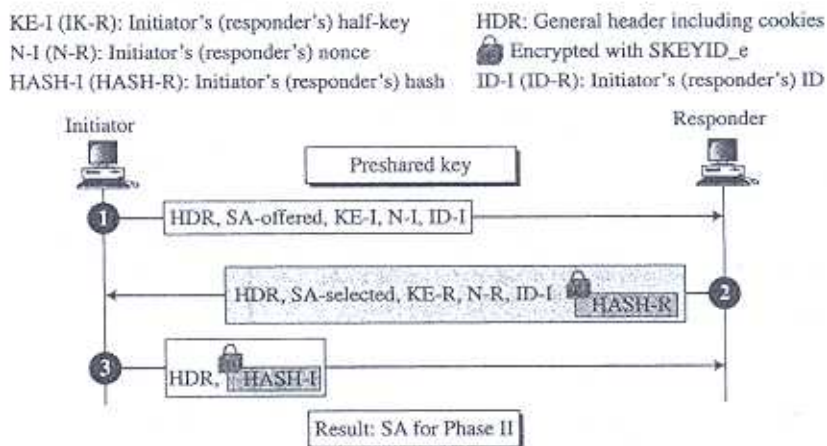 KE-I (IK-R): Initiator's (responder's) half-key
HDR: General header including cookies
N-I (N-R): Initiator's (responder's) nonce
Encrypted with SKEYID_e
HASH-I (HASH-R): Initiator's (responder's) hash
ID-I (ID-R): Initiator's (responder's) ID
Initiator
Responder
Preshared key
1
HDR, SA-offered, KE-I, N-I, ID-I
HDR, SA-selected, KE-R, N-R, ID-I
HASH-R
2
3
HDR,
HASH-I
Result: SA for Phase II